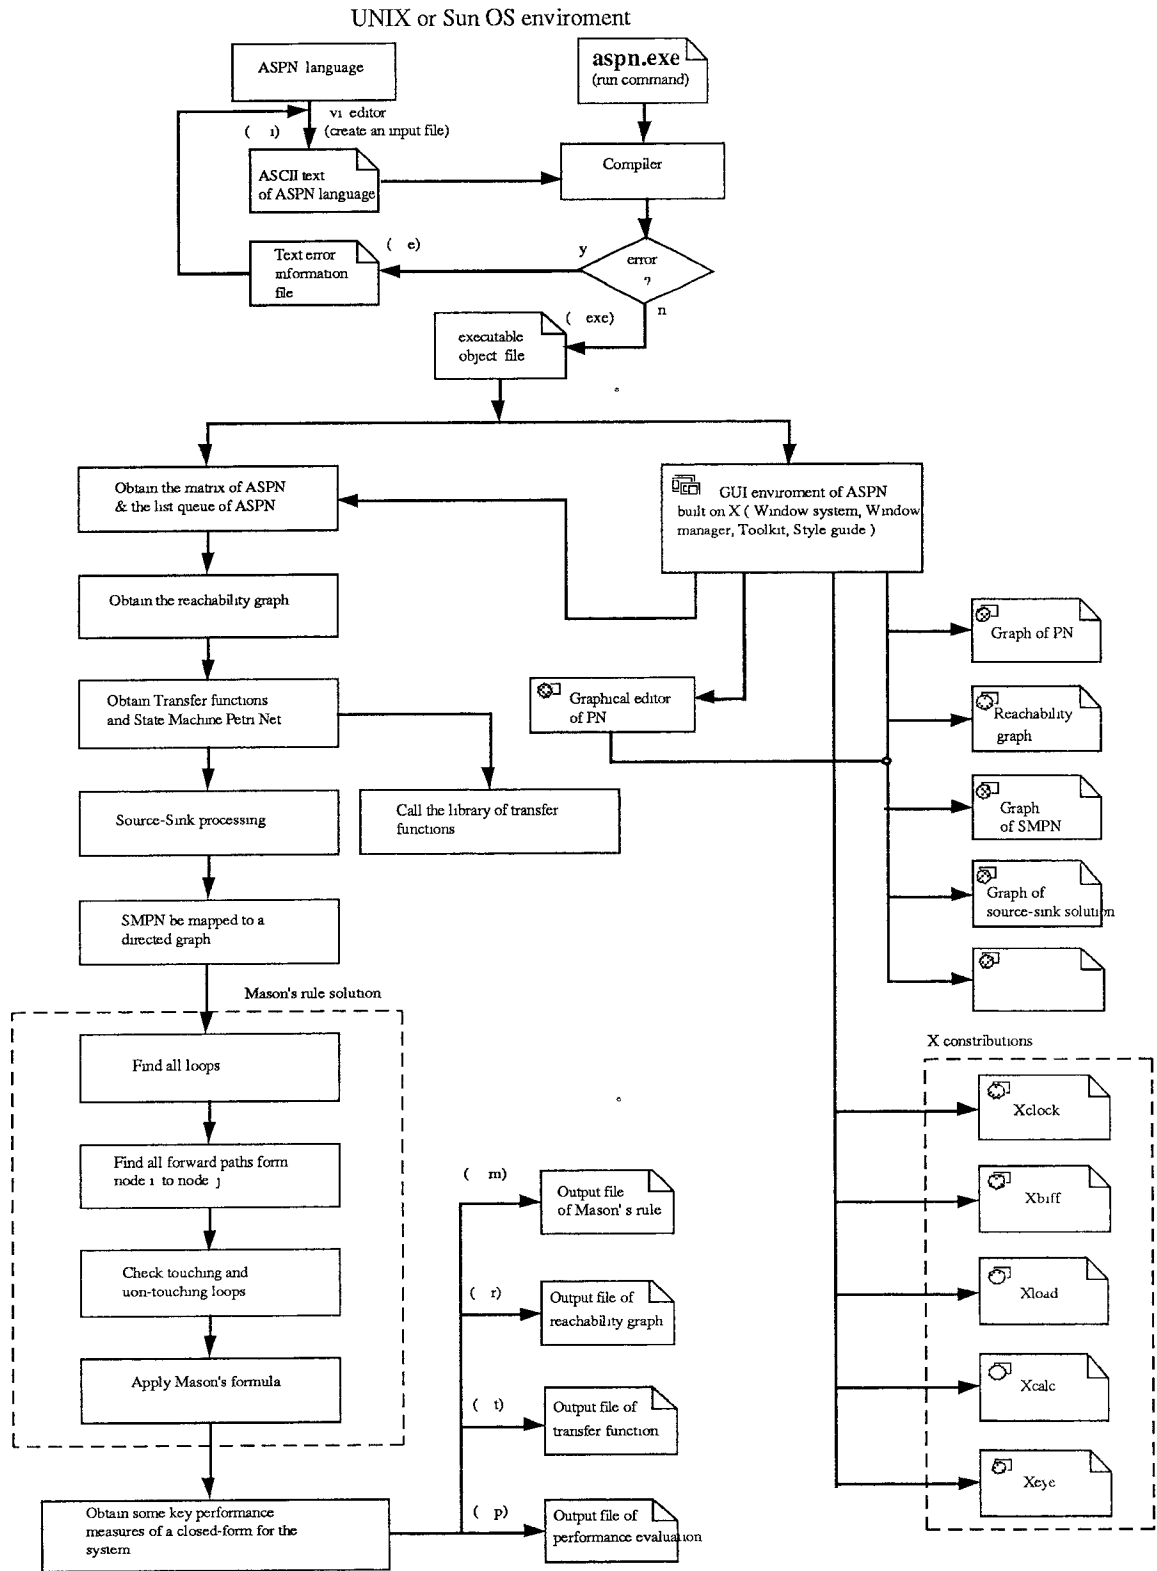 UNIX or Sun OS enviroment
ASPN language
aspn.exe
(run command)
vi editor
(create an input file)
( i)
ASCII text
of ASPN language
Compiler
Text error
information
file
( e)
y
error
?
n
( exe)
executable
object file
Obtain the matrix of ASPN
& the list queue of ASPN
GUI enviroment of ASPN
built on X ( Window system, Window
manager, Toolkit, Style guide )
Obtain the reachability graph
Graph of PN
Obtain Transfer functions
and State Machine Petri Net
Graphical editor
of PN
Reachability
graph
Source-Sink processing
Call the library of transfer
functions
Graph
of SMPN
SMPN be mapped to a
directed graph
Graph of
source-sink solution
Mason's rule solution
X constributions
Find all loops
Xclock
Find all forward paths form
node i to node j
( m)
Output file
of Mason's rule
Xbiff
Check touching and
non-touching loops
( r)
Output file of
reachability graph
Xload
Apply Mason's formula
( t)
Output file of
transfer function
Xcalc
Obtain some key performance
measures of a closed-form for the
system
( p)
Output file of
performance evaluation
Xeye